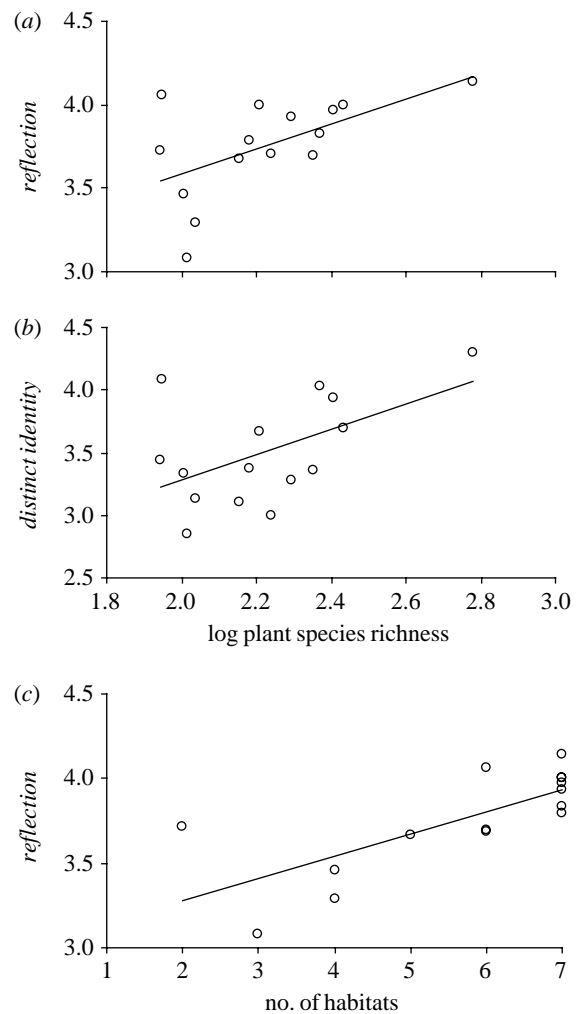 (a)
4.5
4.0
3.5
3.0
reflection
(b)
4.5
4.0
3.5
3.0
2.5
distinct identity
1.8 2.0 2.2 2.4 2.6 2.8 3.0
log plant species richness
(c)
4.5
4.0
3.5
3.0
reflection
1 2 3 4 5 6 7
no. of habitats